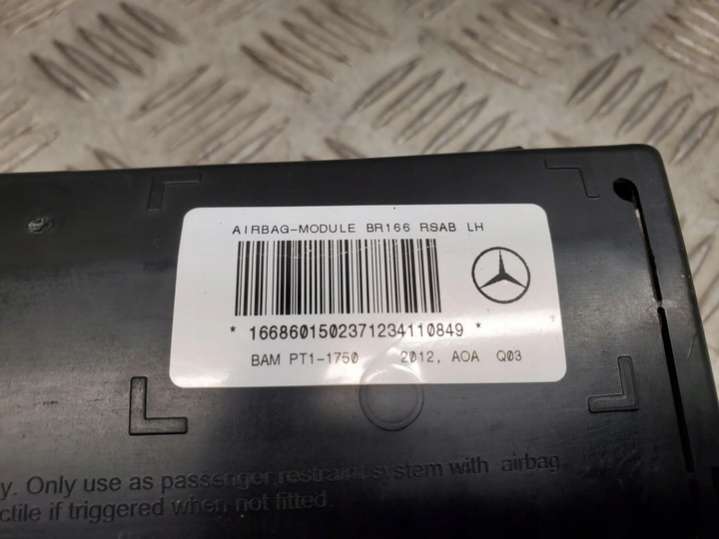 AIRBAG-MODULE BR166 RSAB LH
* 1668601502371234110849 *
BAM PT1-1750 2012, AOA Q03
y. Only use as passenger restraint system with airbag
ctile if triggered when not fitted.